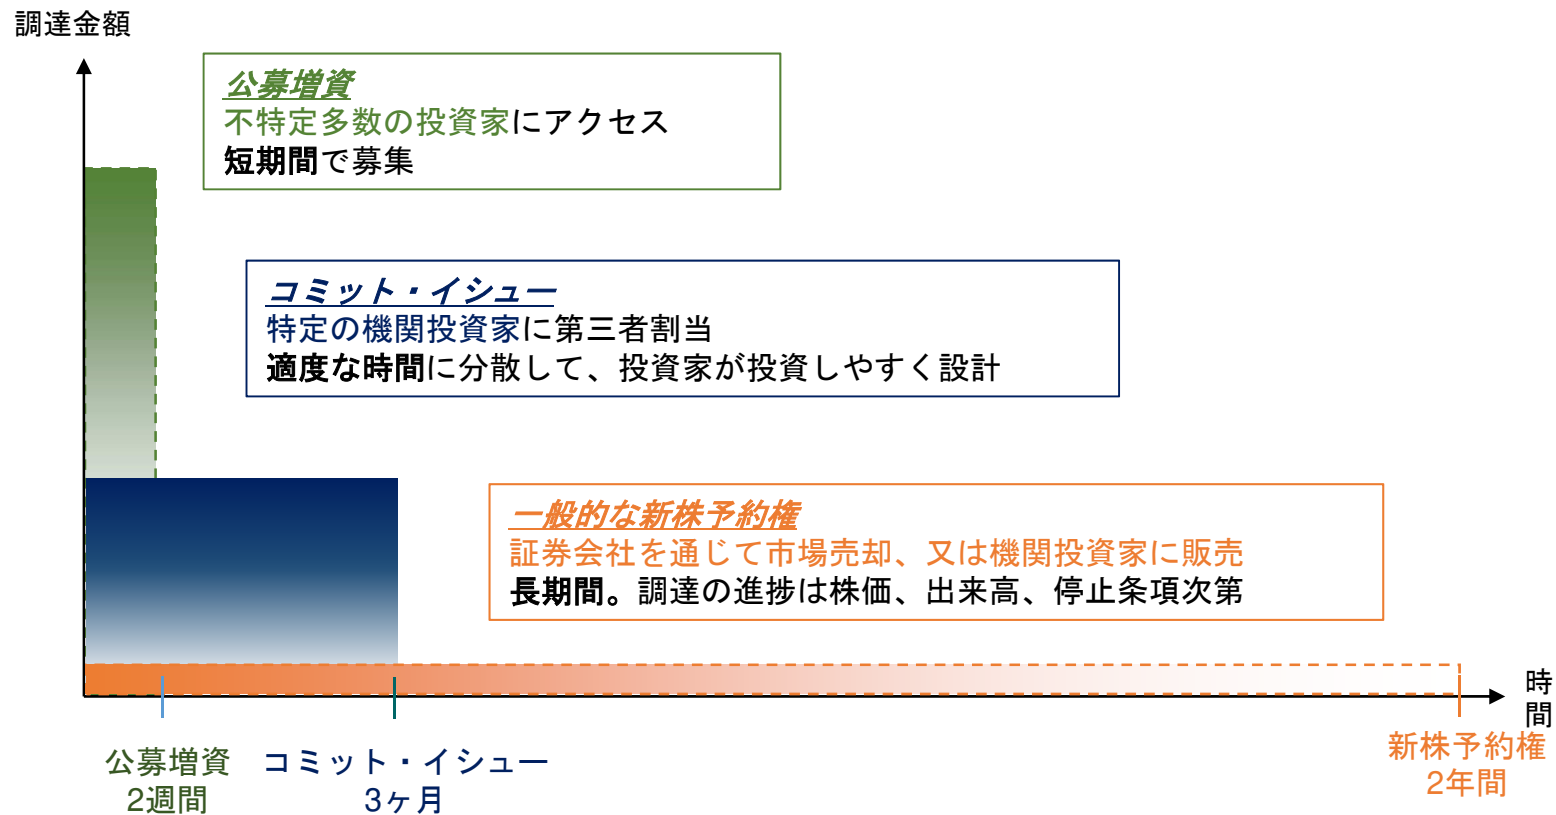 調達金額
公募増資
不特定多数の投資家にアクセス
短期間で募集
コミット・イシュー
特定の機関投資家に第三者割当
適度な時間に分散して、投資家が投資しやすく設計
一般的な新株予約権
証券会社を通じて市場売却、又は機関投資家に販売
長期間。調達の進捗は株価、出来高、停止条項次第
時
間
公募増資
2週間
コミット・イシュー
3ヶ月
新株予約権
2年間